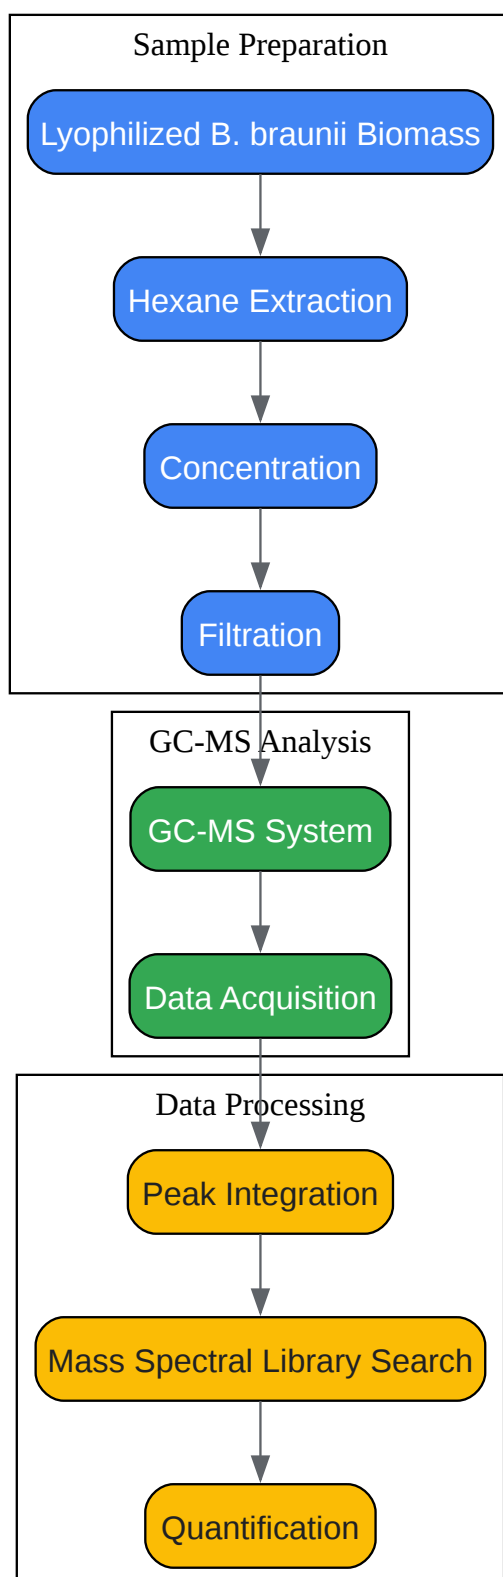 Sample Preparation
Lyophilized B. braunii Biomass
Hexane Extraction
Concentration
Filtration
GC-MS Analysis
GC-MS System
Data Acquisition
Data Processing
Peak Integration
Mass Spectral Library Search
Quantification